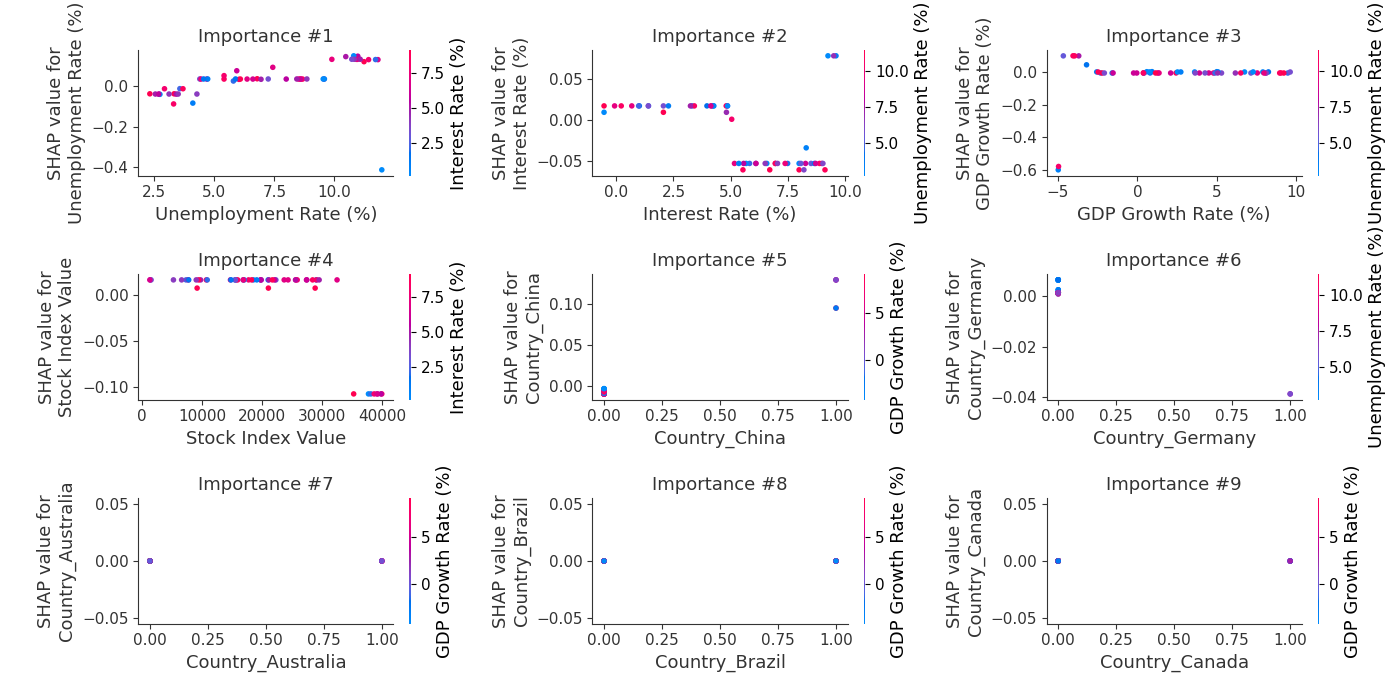 Importance #1
SHAP value for
Unemployment Rate (%)
0.0
−0.2
−0.4
2.5
5.0
7.5
10.0
Unemployment Rate (%)
7.5
5.0
2.5
Interest Rate (%)
Importance #2
SHAP value for
Interest Rate (%)
0.05
0.00
−0.05
0.0
2.5
5.0
7.5
10.0
Interest Rate (%)
10.0
7.5
5.0
Unemployment Rate (%)
Importance #3
SHAP value for
GDP Growth Rate (%)
0.0
−0.2
−0.4
−0.6
−5
0
5
10
GDP Growth Rate (%)
10.0
7.5
5.0
Unemployment Rate (%)
Importance #4
SHAP value for
Stock Index Value
0.00
−0.05
−0.10
0
10000
20000
30000
40000
Stock Index Value
7.5
5.0
2.5
Interest Rate (%)
Importance #5
SHAP value for
Country_China
0.10
0.05
0.00
0.00
0.25
0.50
0.75
1.00
Country_China
5
0
GDP Growth Rate (%)
Importance #6
SHAP value for
Country_Germany
0.00
−0.02
−0.04
0.00
0.25
0.50
0.75
1.00
Country_Germany
10.0
7.5
5.0
Unemployment Rate (%)
Importance #7
SHAP value for
Country_Australia
0.05
0.00
−0.05
0.00
0.25
0.50
0.75
1.00
Country_Australia
5
0
GDP Growth Rate (%)
Importance #8
SHAP value for
Country_Brazil
0.05
0.00
−0.05
0.00
0.25
0.50
0.75
1.00
Country_Brazil
5
0
GDP Growth Rate (%)
Importance #9
SHAP value for
Country_Canada
0.05
0.00
−0.05
0.00
0.25
0.50
0.75
1.00
Country_Canada
5
0
GDP Growth Rate (%)